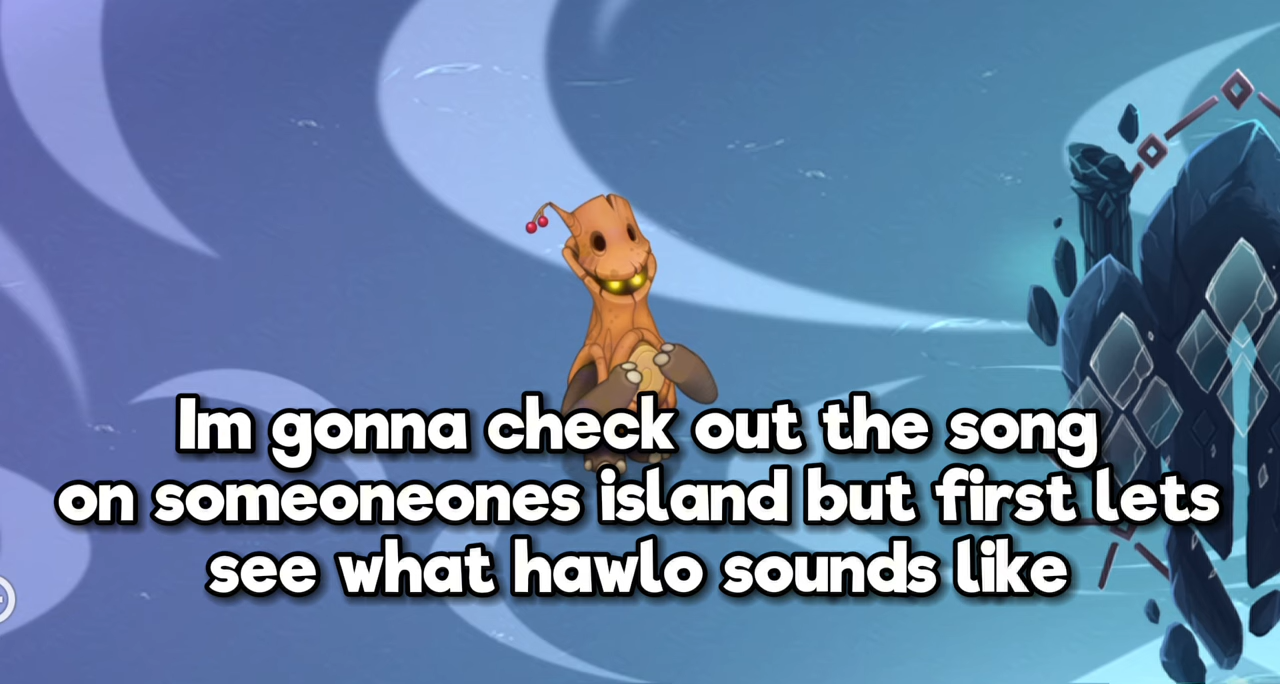 Im gonna check out the song
on someoneones island but first lets
see what hawlo sounds like